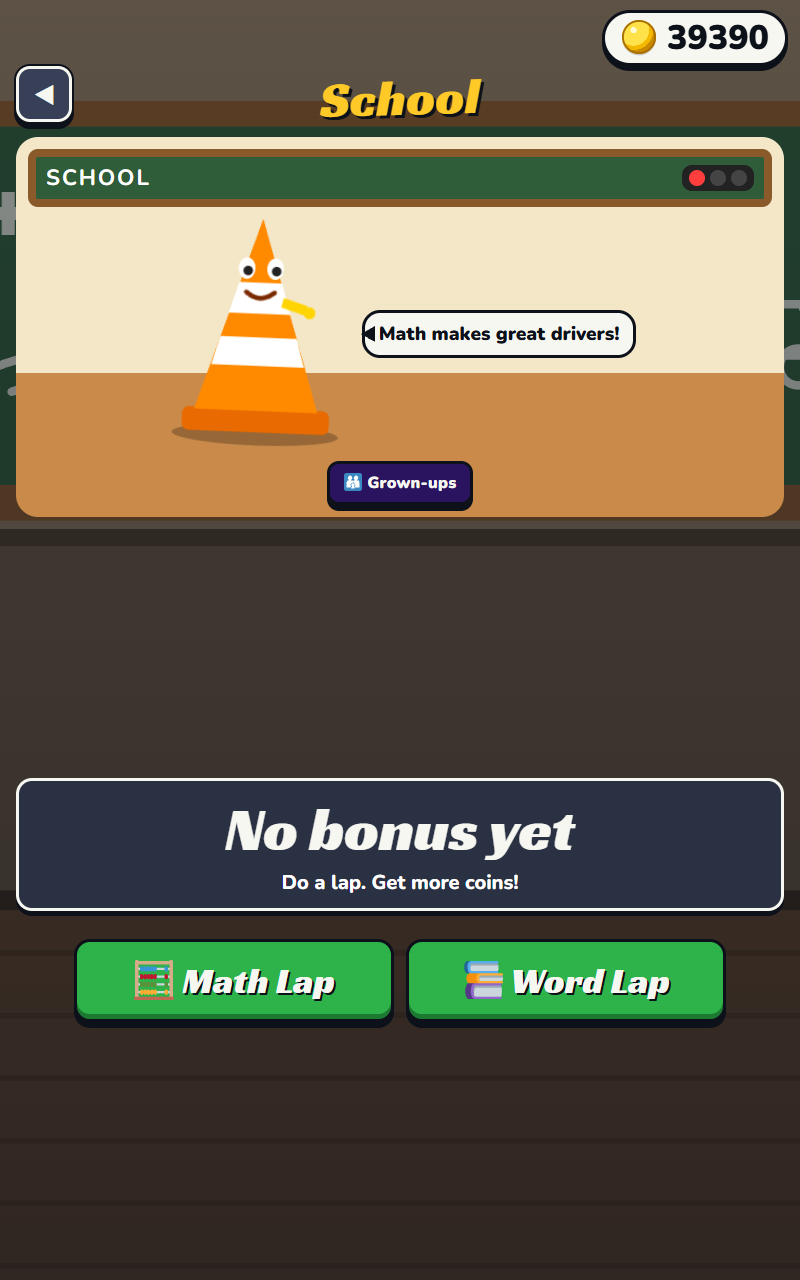 39390
School
SCHOOL
Math makes great drivers!
Grown-ups
No bonus yet
Do a lap. Get more coins!
Math Lap
Word Lap